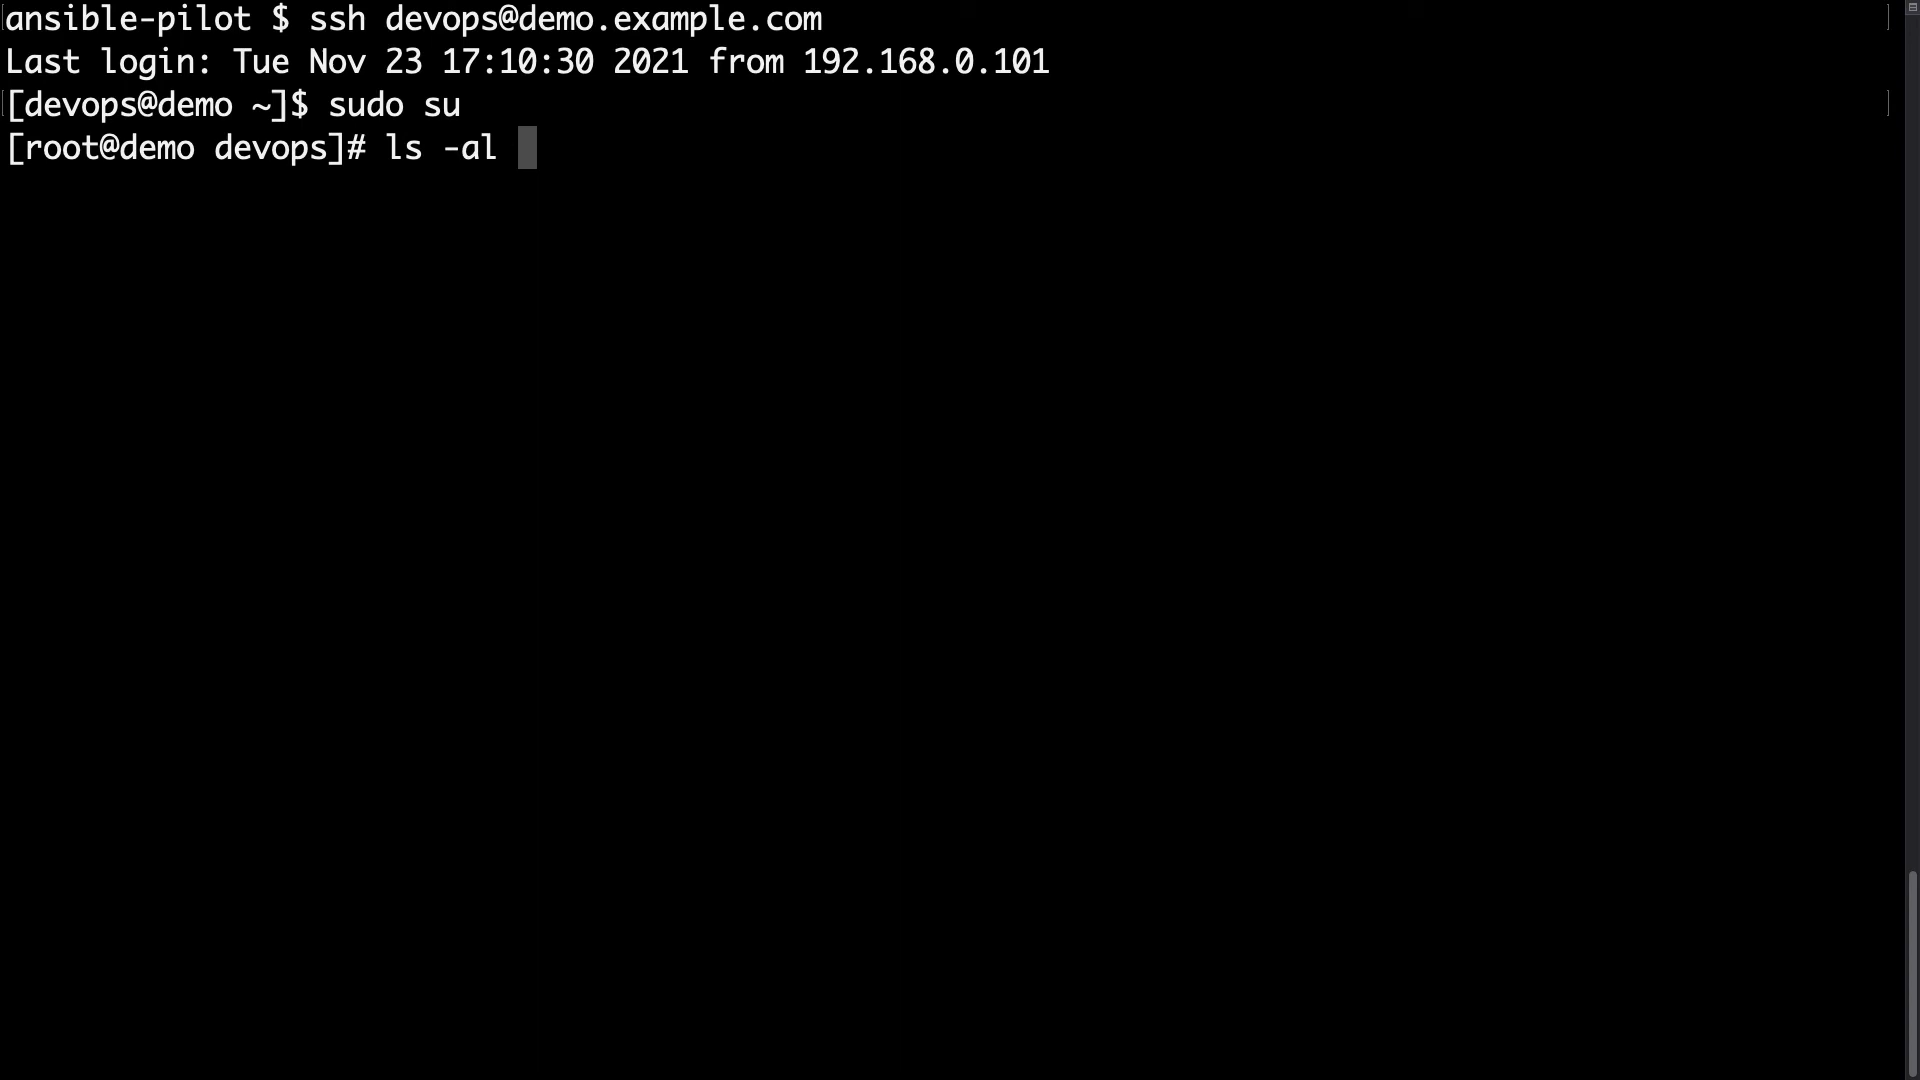 ansible-pilot $ ssh devops@demo.example.com
Last login: Tue Nov 23 17:10:30 2021 from 192.168.0.101
[devops@demo ~]$ sudo su
[root@demo devops]# ls -al